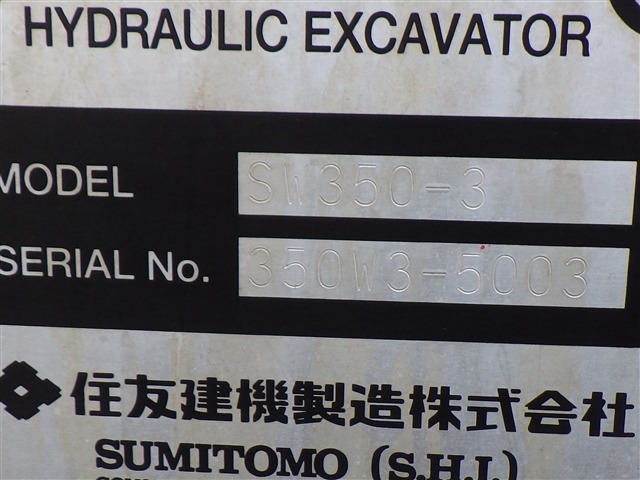 HYDRAULIC EXCAVATOR
MODEL SW350-3
SERIAL No. 350W3-5003
住友建機製造株式会社
SUMITOMO (S.H.I.)